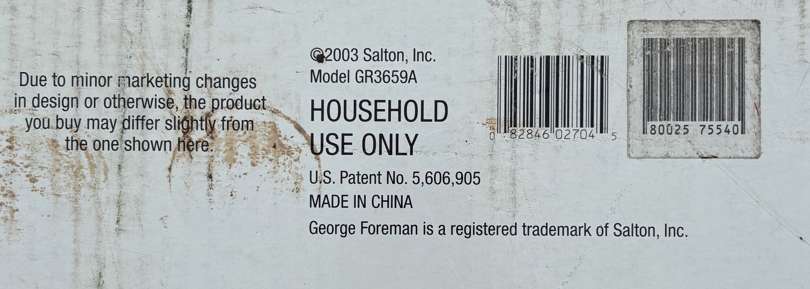 Due to minor marketing changes
in design or otherwise, the product
you buy may differ slightly from
the one shown here.
©2003 Salton, Inc.
Model GR3659A
HOUSEHOLD
USE ONLY
U.S. Patent No. 5,606,905
MADE IN CHINA
George Foreman is a registered trademark of Salton, Inc.
0 82846 02704 5
80025 75540